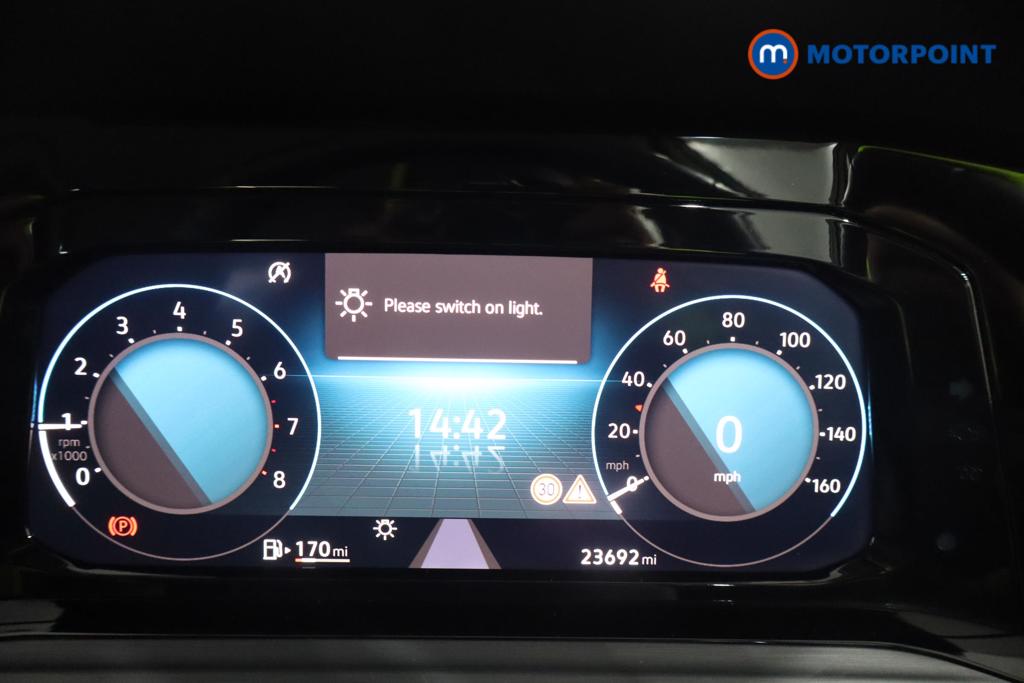 m MOTORPOINT
Please switch on light.
0 1 2 3 4 5 6 7 8
rpm
x1000
14:42
0 20 40 60 80 100 120 140 160
mph
0
mph
30
P
170 mi
23692 mi